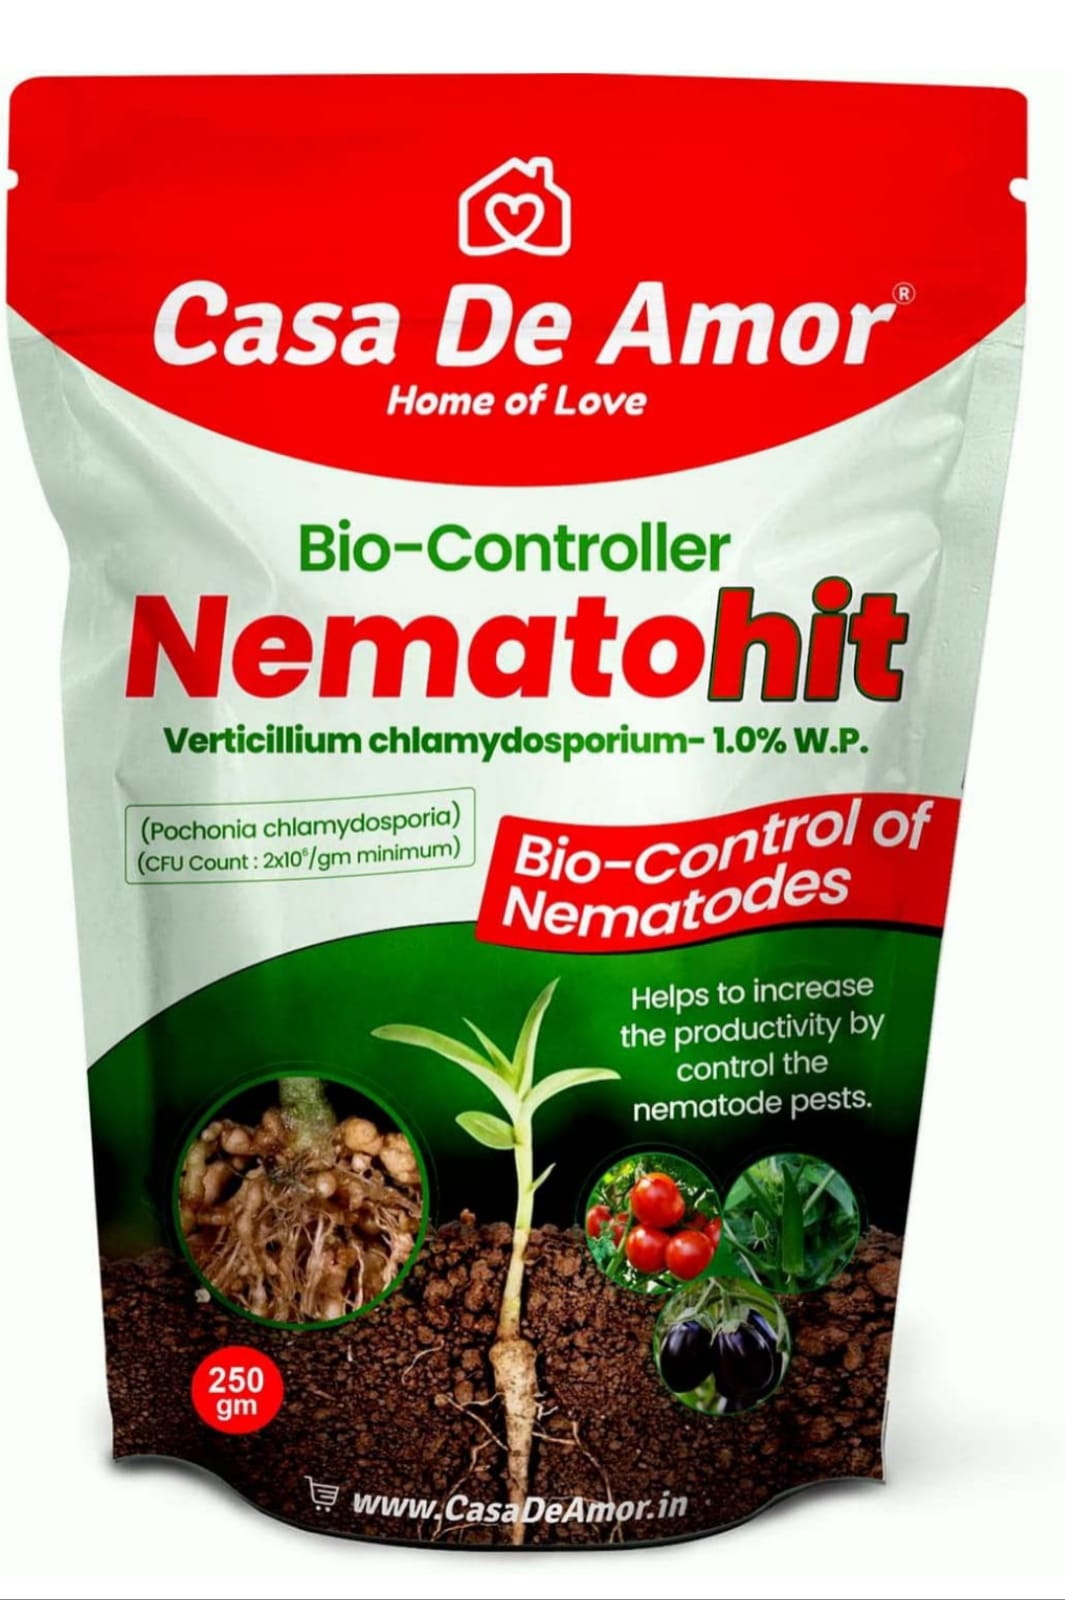 Casa De Amor®
Home of Love
Bio-Controller
Nematohit
Verticillium chlamydosporium- 1.0% W.P.
(Pochonia chlamydosporia)
(CFU Count : 2x10⁶/gm minimum)
Bio-Control of
Nematodes
Helps to increase
the productivity by
control the
nematode pests.
250
gm
www.CasaDeAmor.in